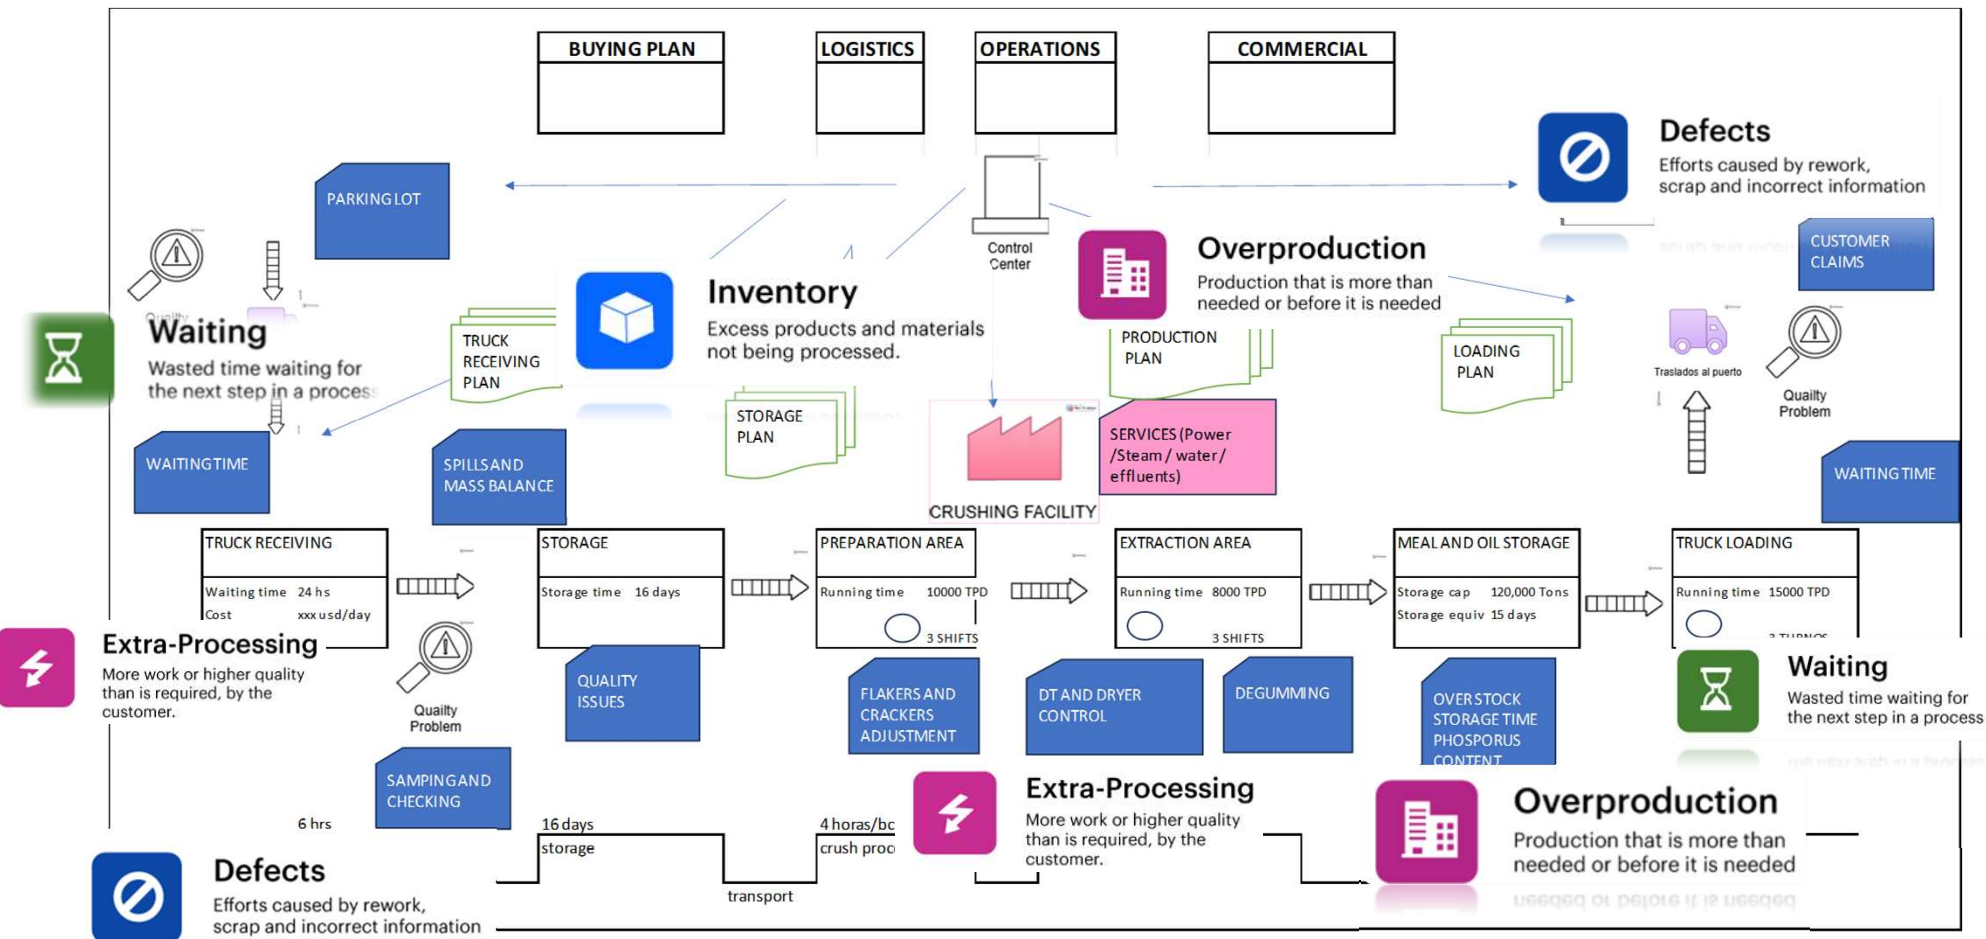 BUYING PLAN
LOGISTICS
OPERATIONS
COMMERCIAL
Defects
Efforts caused by rework,
scrap and incorrect information
PARKING LOT
Control
Center
Overproduction
Production that is more than
needed or before it is needed
CUSTOMER
CLAIMS
Inventory
Excess products and materials
not being processed.
Quailty
Waiting
Wasted time waiting for
the next step in a process
TRUCK
RECEIVING
PLAN
STORAGE
PLAN
PRODUCTION
PLAN
LOADING
PLAN
Traslados al puerto
Quailty
Problem
WAITING TIME
SPILLS AND
MASS BALANCE
CRUSHING FACILITY
SERVICES (Power
/Steam / water /
effluents)
WAITING TIME
TRUCK RECEIVING
Waiting time 24 hs
Cost xxx usd/day
STORAGE
Storage time 16 days
PREPARATION AREA
Running time 10000 TPD
3 SHIFTS
EXTRACTION AREA
Running time 8000 TPD
3 SHIFTS
MEAL AND OIL STORAGE
Storage cap 120,000 Tons
Storage equiv 15 days
TRUCK LOADING
Running time 15000 TPD
3 TURNOS
Extra-Processing
More work or higher quality
than is required, by the
customer.
Quailty
Problem
QUALITY
ISSUES
FLAKERS AND
CRACKERS
ADJUSTMENT
DT AND DRYER
CONTROL
DEGUMMING
OVER STOCK
STORAGE TIME
PHOSPORUS
CONTENT
Waiting
Wasted time waiting for
the next step in a process
SAMPING AND
CHECKING
Extra-Processing
More work or higher quality
than is required, by the
customer.
Overproduction
Production that is more than
needed or before it is needed
6 hrs
16 days
storage
transport
4 horas/bc
crush proc
Defects
Efforts caused by rework,
scrap and incorrect information